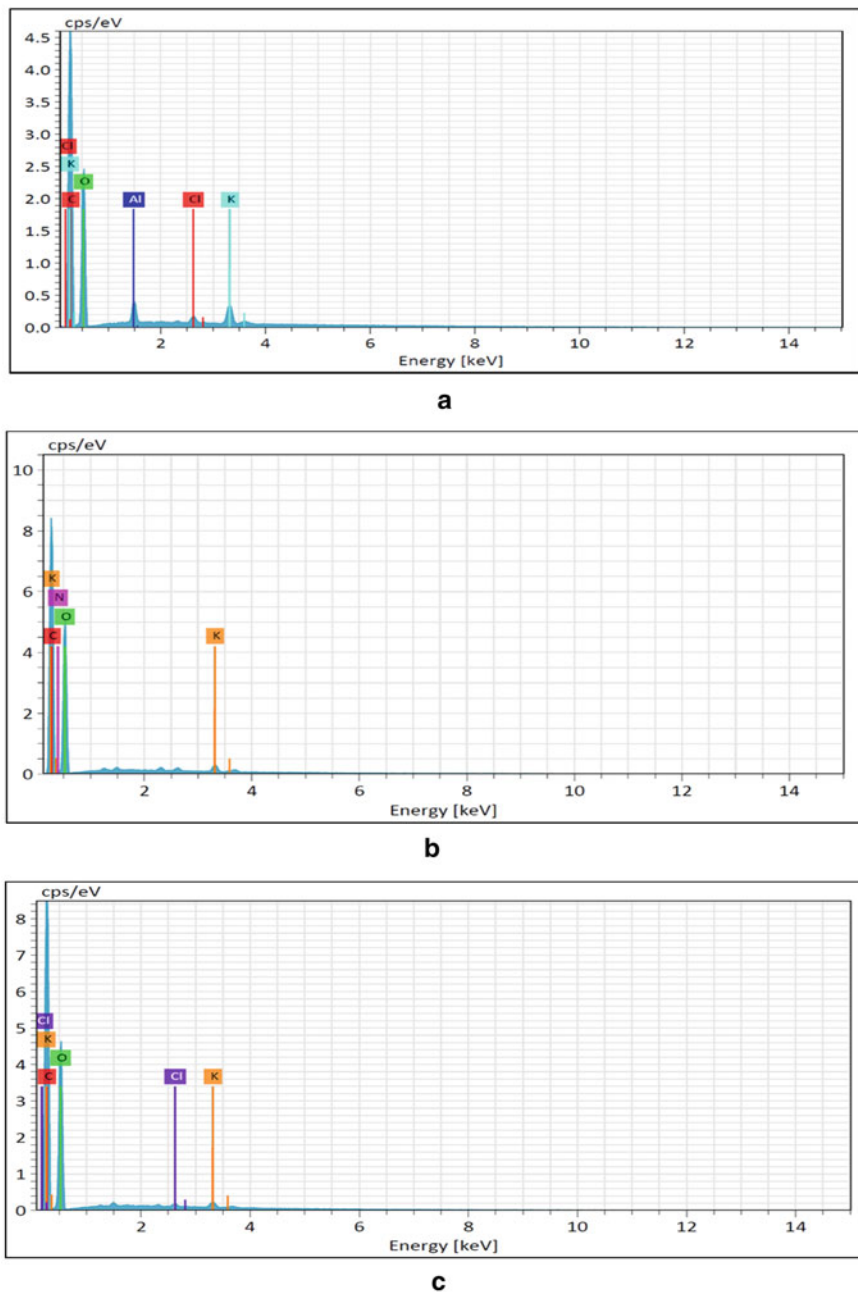 cps/eV
4.5
4.0
3.5
3.0
Cl
K
2.5
O
C Al Cl K
2.0
1.5
1.0
0.5
0.0
2 4 6 8 10 12 14
Energy [keV]
a
cps/eV
10
8
K
N
6
O
C K
4
2
0
2 4 6 8 10 12 14
Energy [keV]
b
cps/eV
8
7
6
Cl
5
K
O
4
C Cl K
3
2
1
0
2 4 6 8 10 12 14
Energy [keV]
c